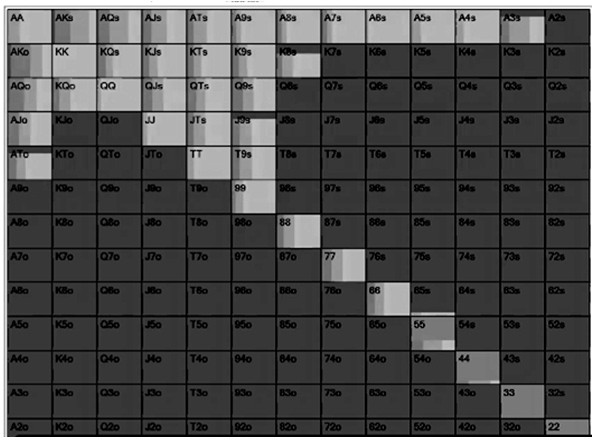 AA AKs AQs AJs ATs A9s A8s A7s A6s A5s A4s A3s A2s
AKo KK KQs KJs KTs K9s K8s K7s K6s K5s K4s K3s K2s
AQo KQo QQ QJs QTs Q9s Q8s Q7s Q6s Q5s Q4s Q3s Q2s
AJo KJo QJo JJ JTs J9s J8s J7s J6s J5s J4s J3s J2s
ATo KTo QTo JTo TT T9s T8s T7s T6s T5s T4s T3s T2s
A9o K9o Q9o J9o T9o 99 98s 97s 96s 95s 94s 93s 92s
A8o K8o Q8o J8o T8o 98o 88 87s 86s 85s 84s 83s 82s
A7o K7o Q7o J7o T7o 97o 87o 77 76s 75s 74s 73s 72s
A6o K6o Q6o J6o T6o 96o 86o 76o 66 65s 64s 63s 62s
A5o K5o Q5o J5o T5o 95o 85o 75o 65o 55 54s 53s 52s
A4o K4o Q4o J4o T4o 94o 84o 74o 64o 54o 44 43s 42s
A3o K3o Q3o J3o T3o 93o 83o 73o 63o 53o 43o 33 32s
A2o K2o Q2o J2o T2o 92o 82o 72o 62o 52o 42o 32o 22